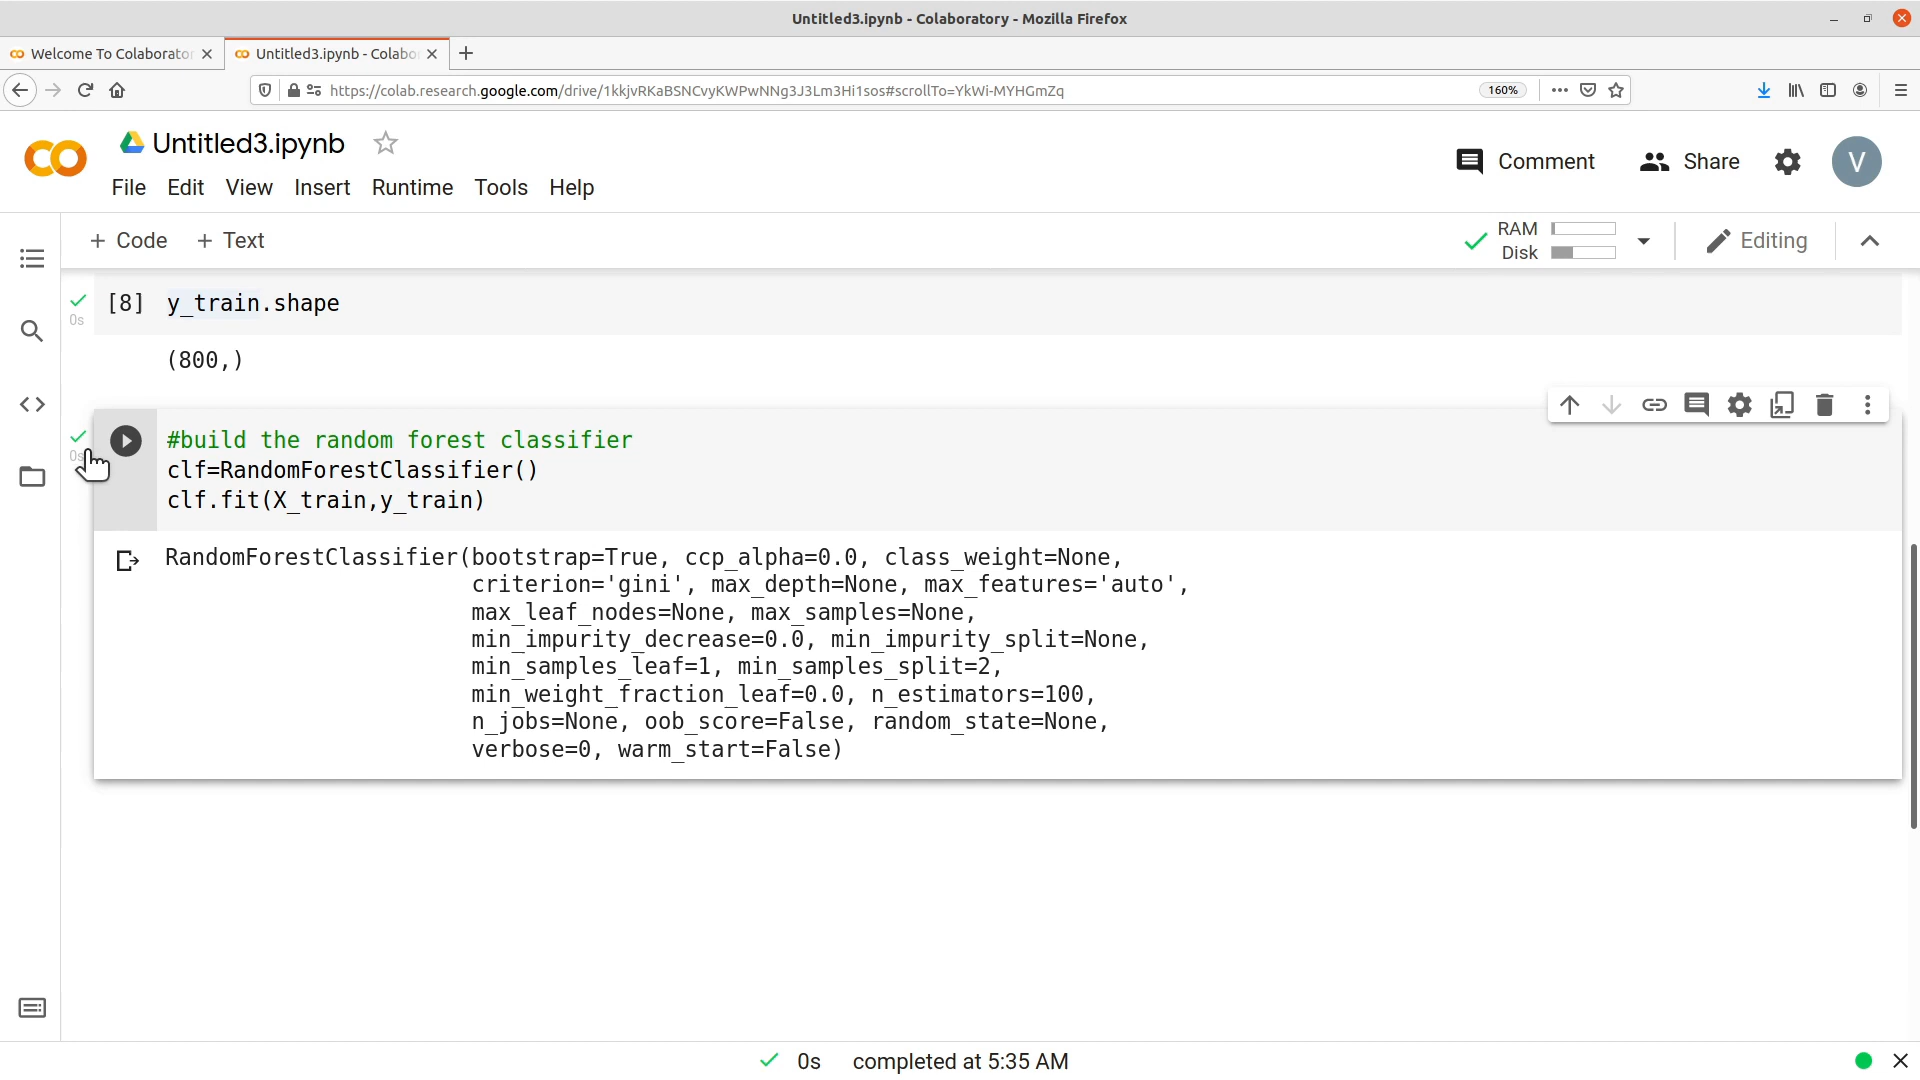 Untitled3.ipynb - Colaboratory - Mozilla Firefox
Welcome To Colaborator
Untitled3.ipynb - Colabo
https://colab.research.google.com/drive/1kkjvRKaBSNCvyKWPwNNg3J3Lm3Hi1sos#scrollTo=YkWi-MYHGmZq
160%
Untitled3.ipynb
File Edit View Insert Runtime Tools Help
Comment
Share
V
+ Code + Text
RAM
Disk
Editing
[8] y_train.shape
0s
(800,)
#build the random forest classifier
0s
clf=RandomForestClassifier()
clf.fit(X_train,y_train)
RandomForestClassifier(bootstrap=True, ccp_alpha=0.0, class_weight=None,
criterion='gini', max_depth=None, max_features='auto',
max_leaf_nodes=None, max_samples=None,
min_impurity_decrease=0.0, min_impurity_split=None,
min_samples_leaf=1, min_samples_split=2,
min_weight_fraction_leaf=0.0, n_estimators=100,
n_jobs=None, oob_score=False, random_state=None,
verbose=0, warm_start=False)
0s completed at 5:35 AM